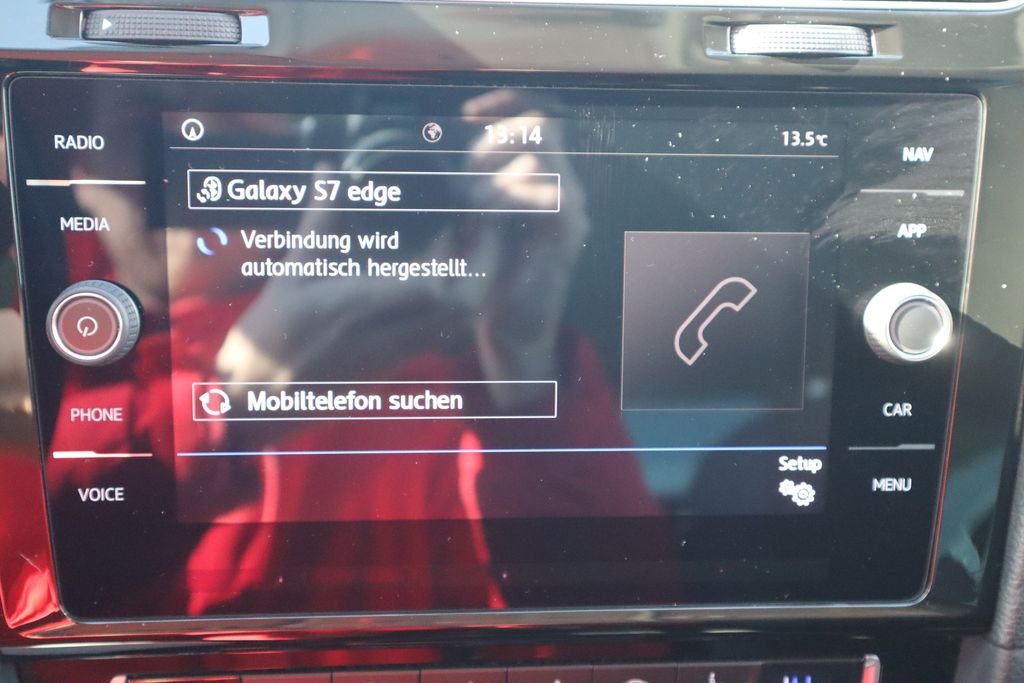 RADIO
MEDIA
PHONE
VOICE
13:14
13.5°C
Galaxy S7 edge
Verbindung wird
automatisch hergestellt...
Mobiltelefon suchen
Setup
NAV
APP
CAR
MENU